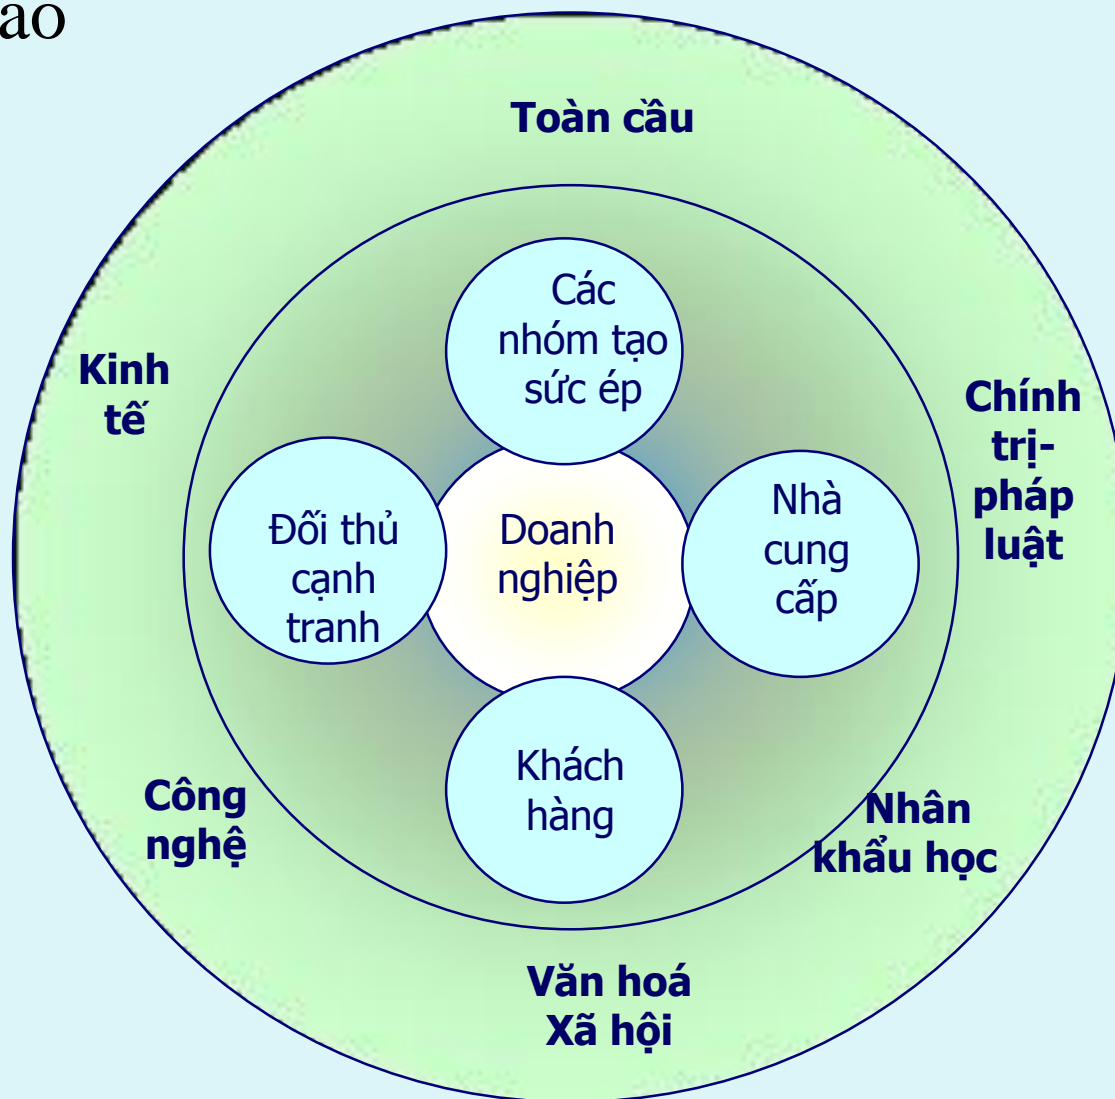 ao
Toàn cầu
Các
nhóm tạo
sức ép
Kinh
tế
Chính
trị-
pháp
luật
Đối thủ
cạnh
tranh
Doanh
nghiệp
Nhà
cung
cấp
Khách
hàng
Công
nghệ
Nhân
khẩu học
Văn hoá
Xã hội